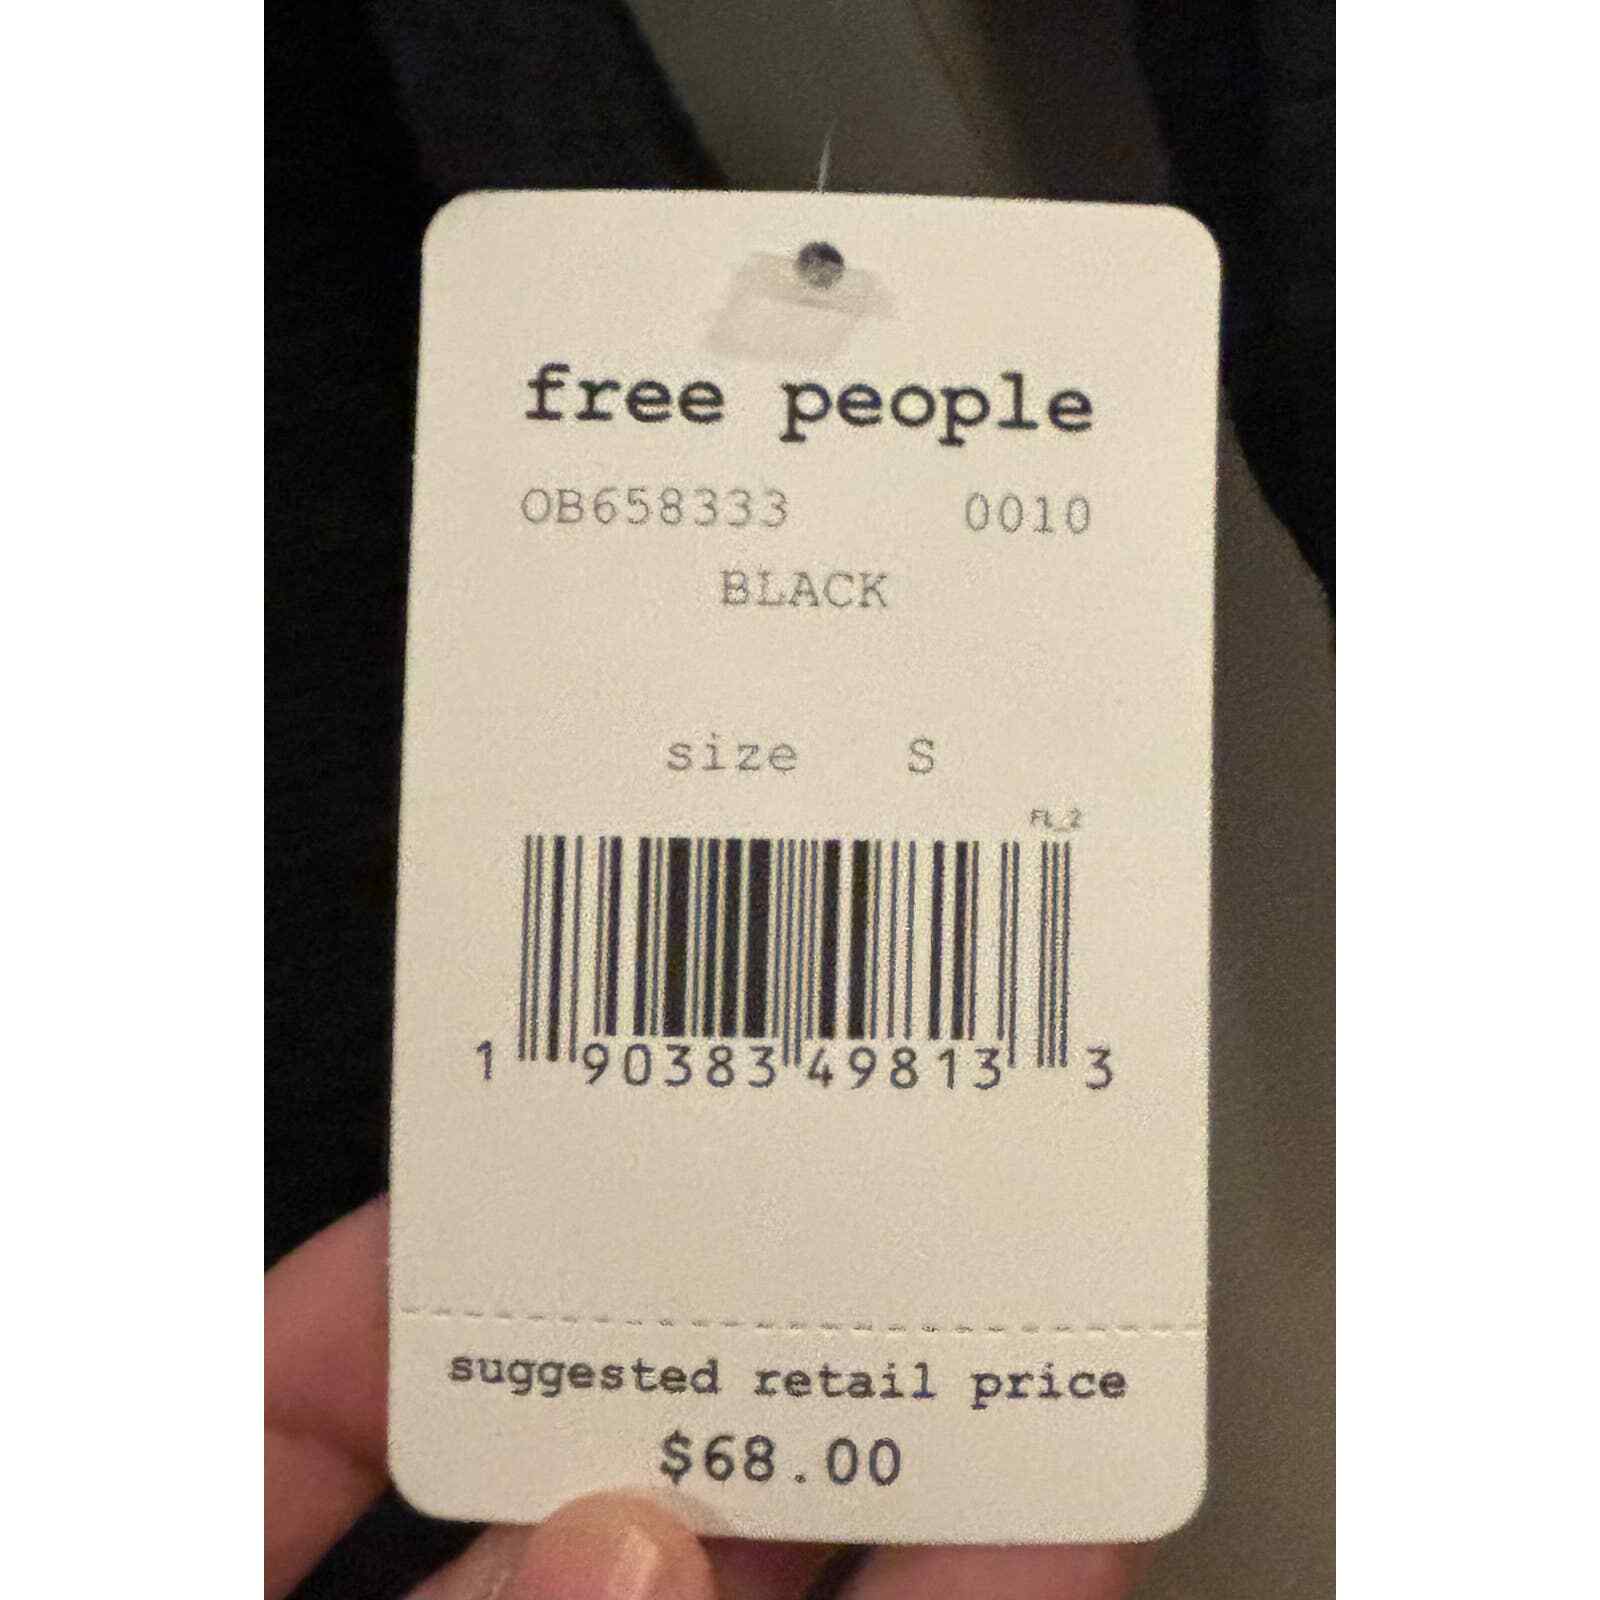 free people
OB658333 0010
BLACK
size S
FL_2
1 90383 49813 3
suggested retail price
$68.00